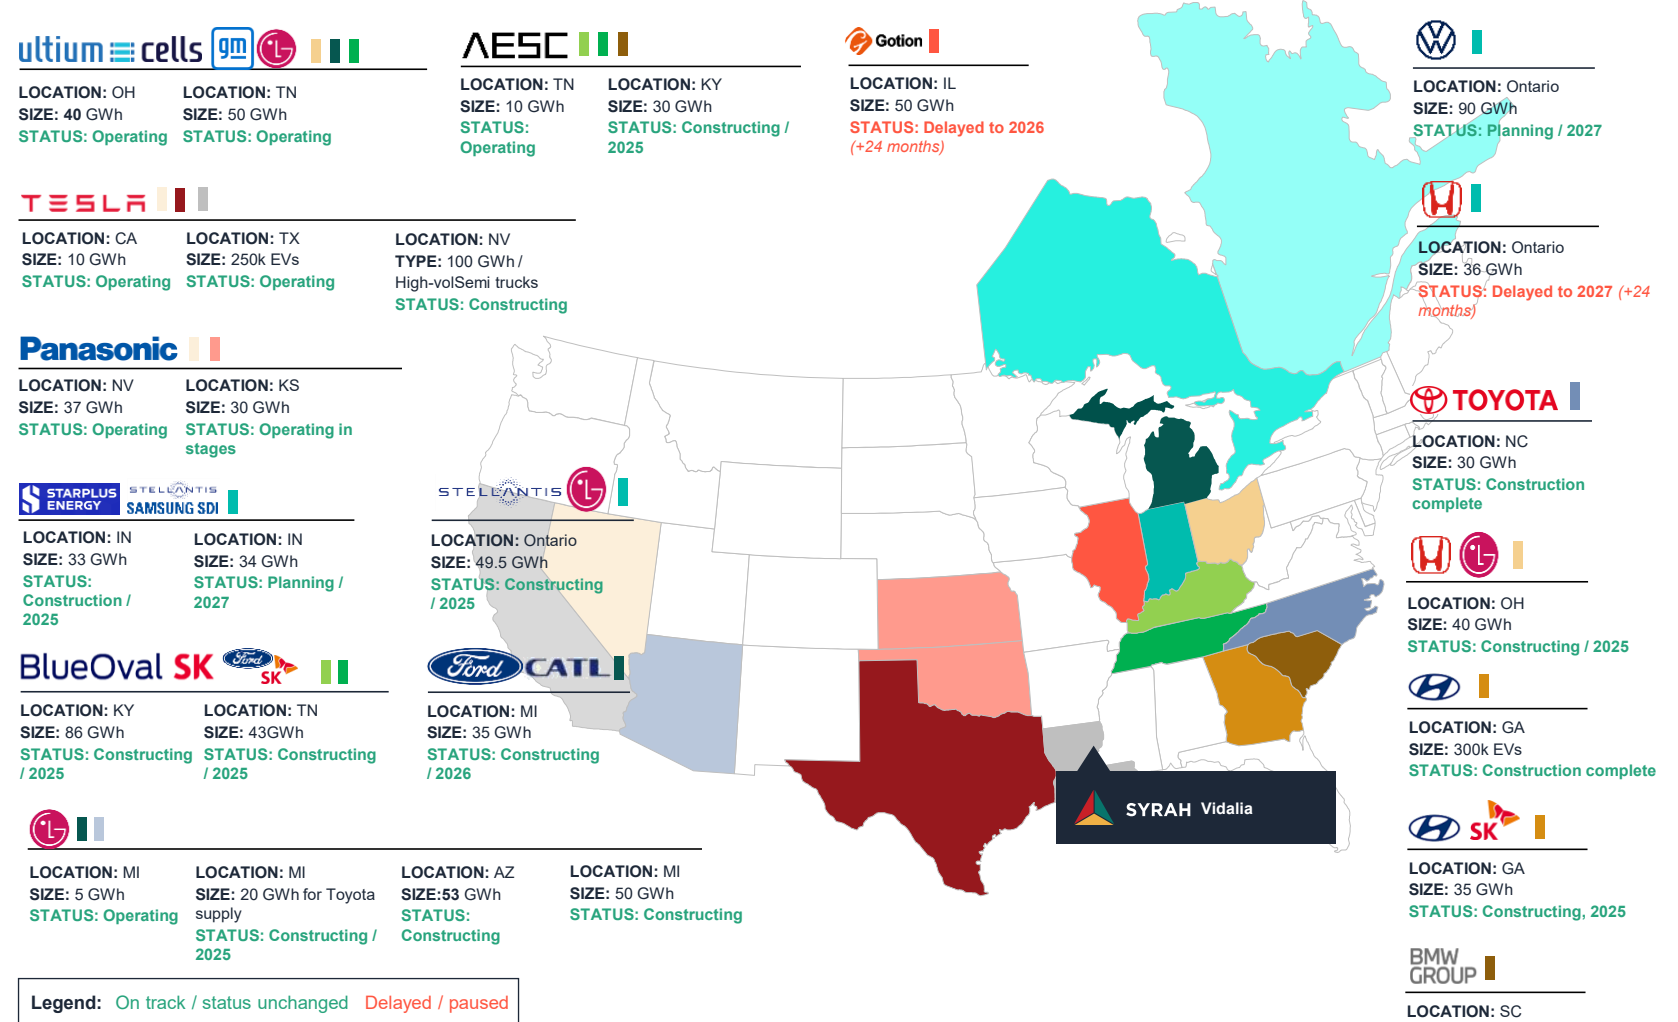 ultium cells gm LG
LOCATION: OH
SIZE: 40 GWh
STATUS: Operating
LOCATION: TN
SIZE: 50 GWh
STATUS: Operating
AESC
LOCATION: TN
SIZE: 10 GWh
STATUS:
Operating
LOCATION: KY
SIZE: 30 GWh
STATUS: Constructing /
2025
Gotion
LOCATION: IL
SIZE: 50 GWh
STATUS: Delayed to 2026
(+24 months)
LOCATION: Ontario
SIZE: 90 GWh
STATUS: Planning / 2027
TESLA
LOCATION: CA
SIZE: 10 GWh
STATUS: Operating
LOCATION: TX
SIZE: 250k EVs
STATUS: Operating
LOCATION: NV
TYPE: 100 GWh /
High-volSemi trucks
STATUS: Constructing
LOCATION: Ontario
SIZE: 36 GWh
STATUS: Delayed to 2027 (+24
months)
Panasonic
LOCATION: NV
SIZE: 37 GWh
STATUS: Operating
LOCATION: KS
SIZE: 30 GWh
STATUS: Operating in
stages
TOYOTA
LOCATION: NC
SIZE: 30 GWh
STATUS: Construction
complete
STARPLUS
ENERGY
STELLANTIS
SAMSUNG SDI
LOCATION: IN
SIZE: 33 GWh
STATUS:
Construction /
2025
LOCATION: IN
SIZE: 34 GWh
STATUS: Planning /
2027
STELLANTIS LG
LOCATION: Ontario
SIZE: 49.5 GWh
STATUS: Constructing
/ 2025
LG
LOCATION: OH
SIZE: 40 GWh
STATUS: Constructing / 2025
BlueOval SK Ford SK
LOCATION: KY
SIZE: 86 GWh
STATUS: Constructing
/ 2025
LOCATION: TN
SIZE: 43GWh
STATUS: Constructing
/ 2025
Ford CATL
LOCATION: MI
SIZE: 35 GWh
STATUS: Constructing
/ 2026
LOCATION: GA
SIZE: 300k EVs
STATUS: Construction complete
SYRAH Vidalia
SK
LOCATION: GA
SIZE: 35 GWh
STATUS: Constructing, 2025
LG
LOCATION: MI
SIZE: 5 GWh
STATUS: Operating
LOCATION: MI
SIZE: 20 GWh for Toyota
supply
STATUS: Constructing /
2025
LOCATION: AZ
SIZE:53 GWh
STATUS:
Constructing
LOCATION: MI
SIZE: 50 GWh
STATUS: Constructing
BMW
GROUP
LOCATION: SC
Legend: On track / status unchanged Delayed / paused